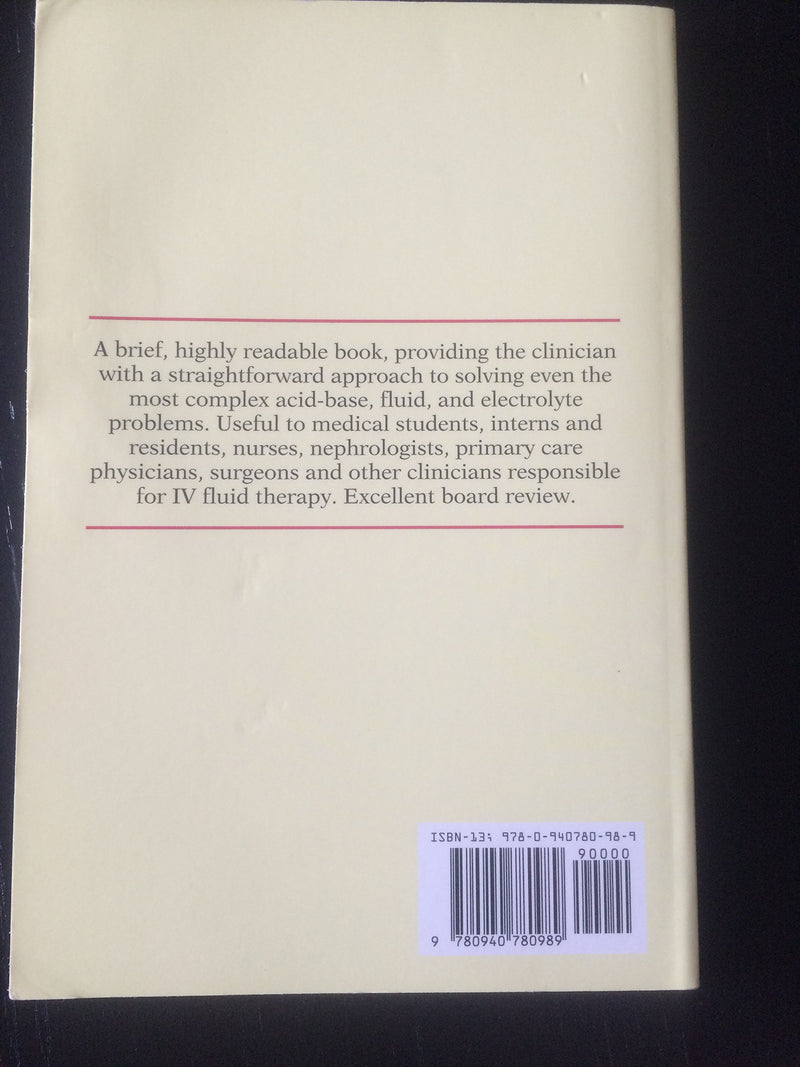 A brief, highly readable book, providing the clinician
with a straightforward approach to solving even the
most complex acid-base, fluid, and electrolyte
problems. Useful to medical students, interns and
residents, nurses, nephrologists, primary care
physicians, surgeons and other clinicians responsible
for IV fluid therapy. Excellent board review.
ISBN-13: 978-0-940780-98-9
90000
9 780940 780989